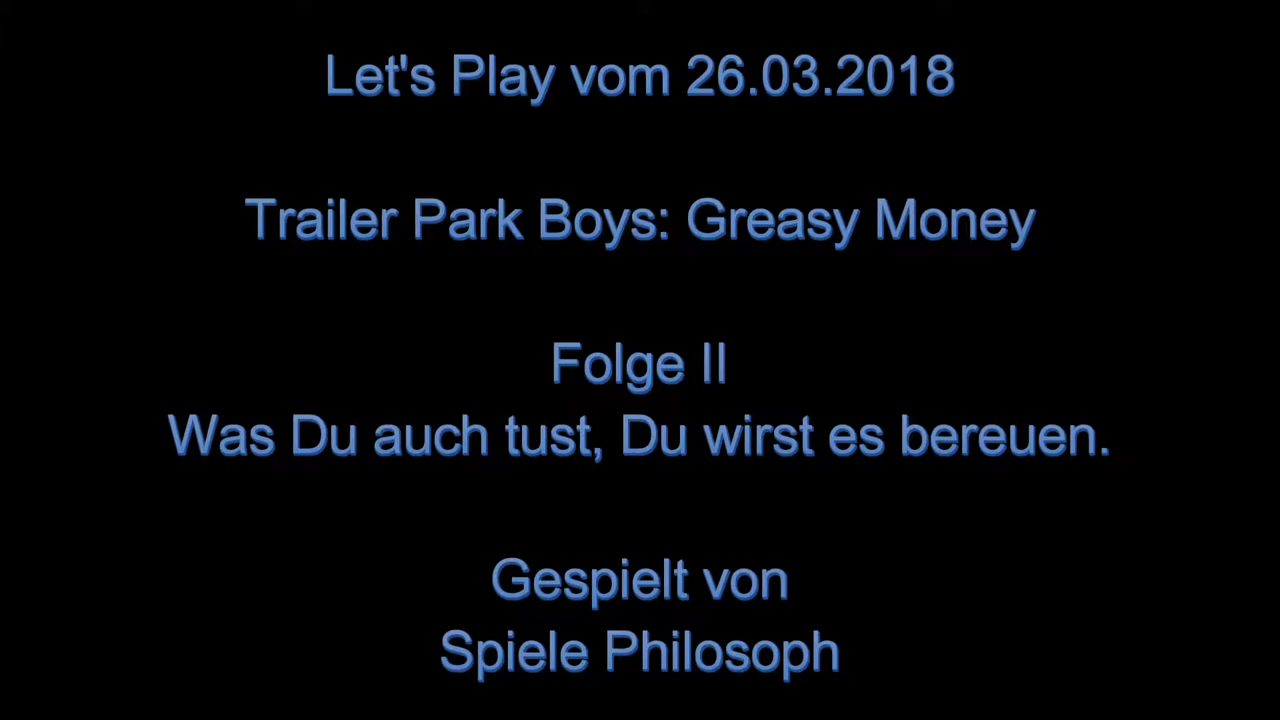 Let's Play vom 26.03.2018
Trailer Park Boys: Greasy Money
Folge II
Was Du auch tust, Du wirst es bereuen.
Gespielt von
Spiele Philosoph